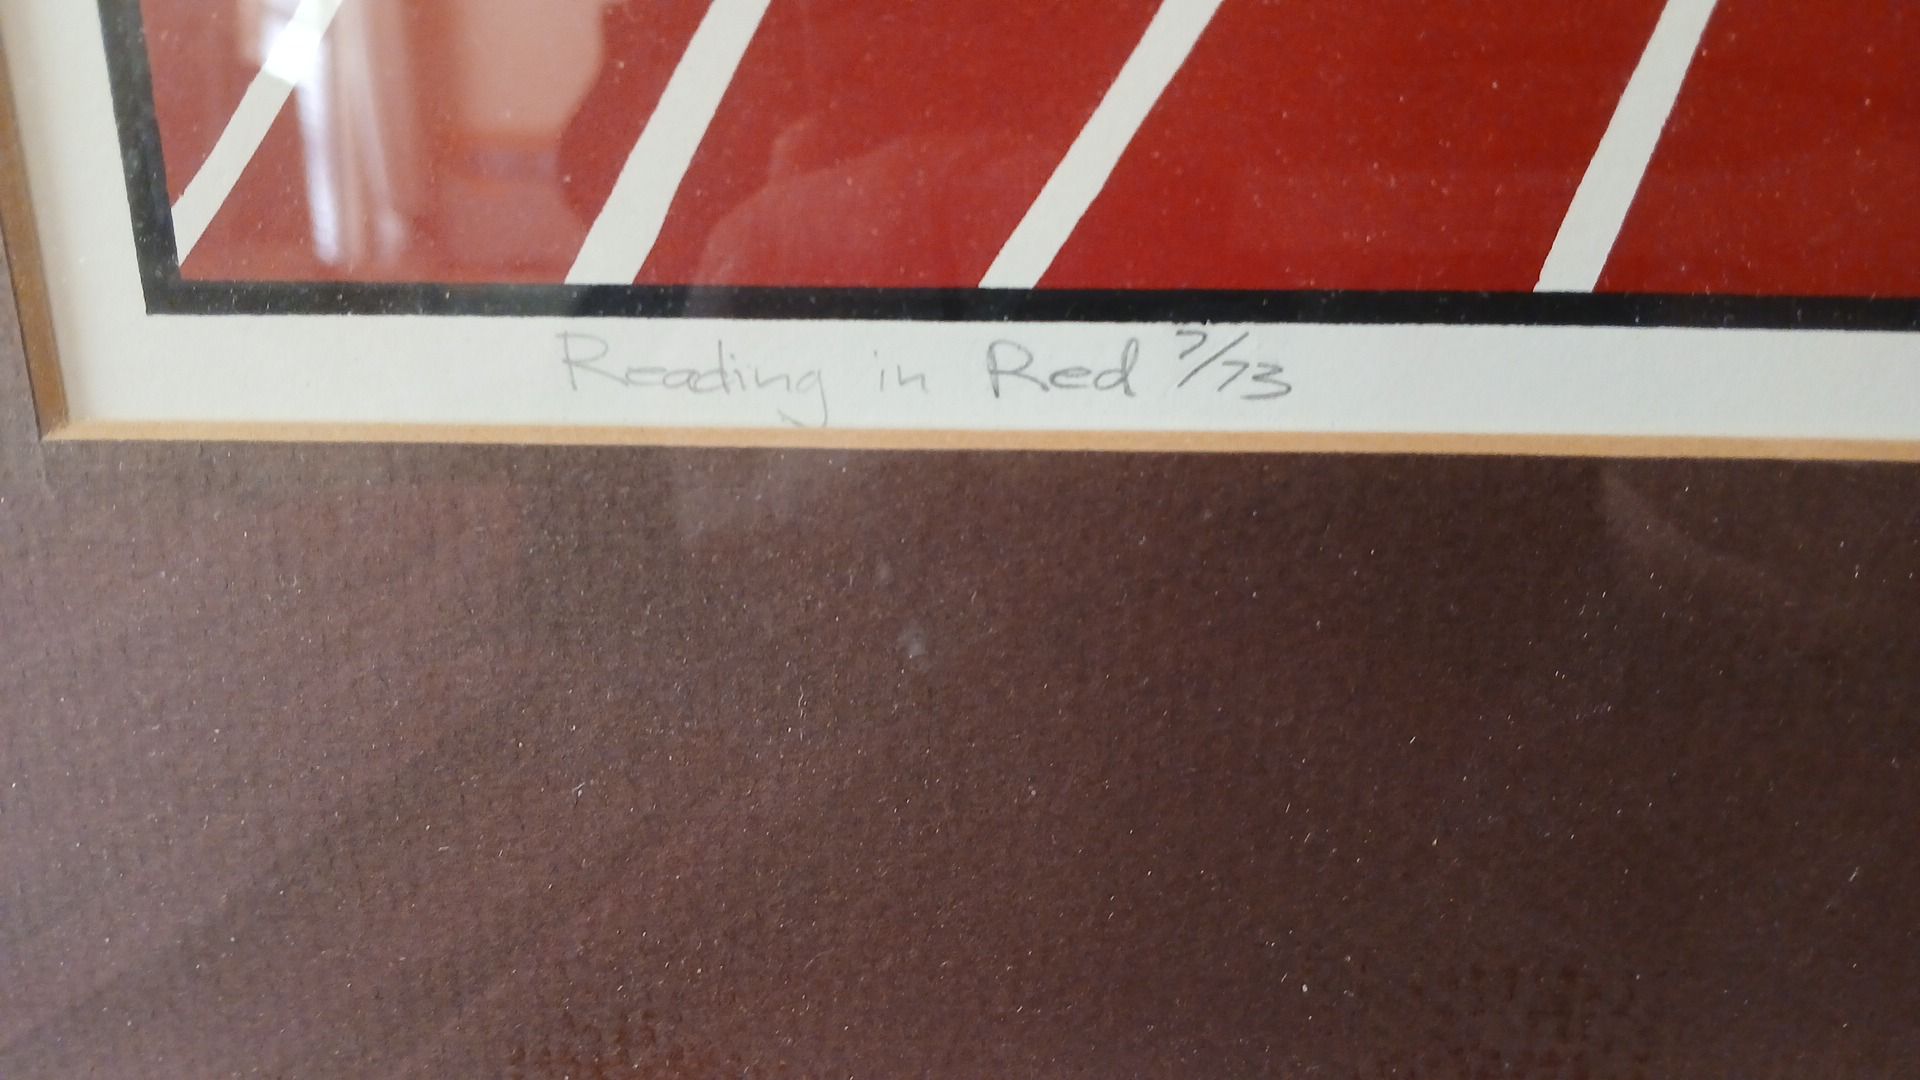 Reading in Red 7/73